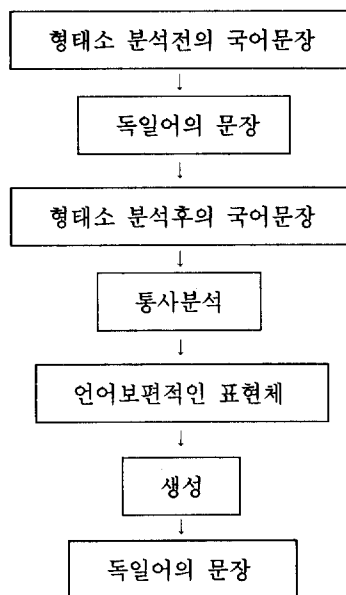 형태소 분석전의 국어문장
↓
독일어의 문장
↓
형태소 분석후의 국어문장
↓
통사분석
↓
언어보편적인 표현체
↓
생성
↓
독일어의 문장